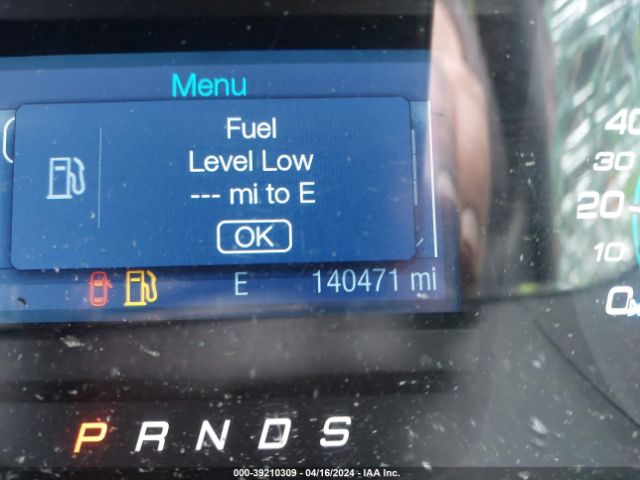 Menu
Fuel
Level Low
--- mi to E
OK
E 140471 mi
40
30
20
10
0
P R N D S
000-39210309 - 04/16/2024 - IAA Inc.